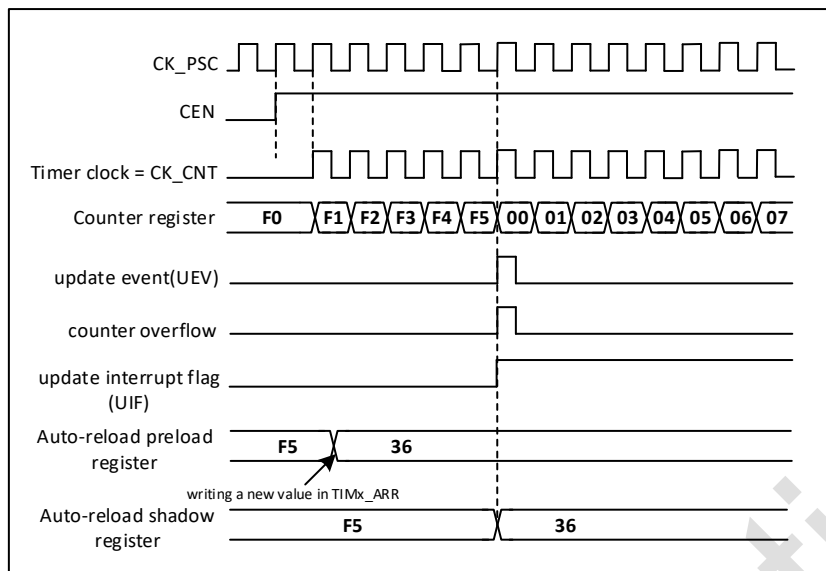 CK_PSC
CEN
Timer clock = CK_CNT
Counter register F0 F1 F2 F3 F4 F5 00 01 02 03 04 05 06 07
update event(UEV)
counter overflow
update interrupt flag
(UIF)
Auto-reload preload
register
F5 36
writing a new value in TIMx_ARR
Auto-reload shadow
register
F5 36